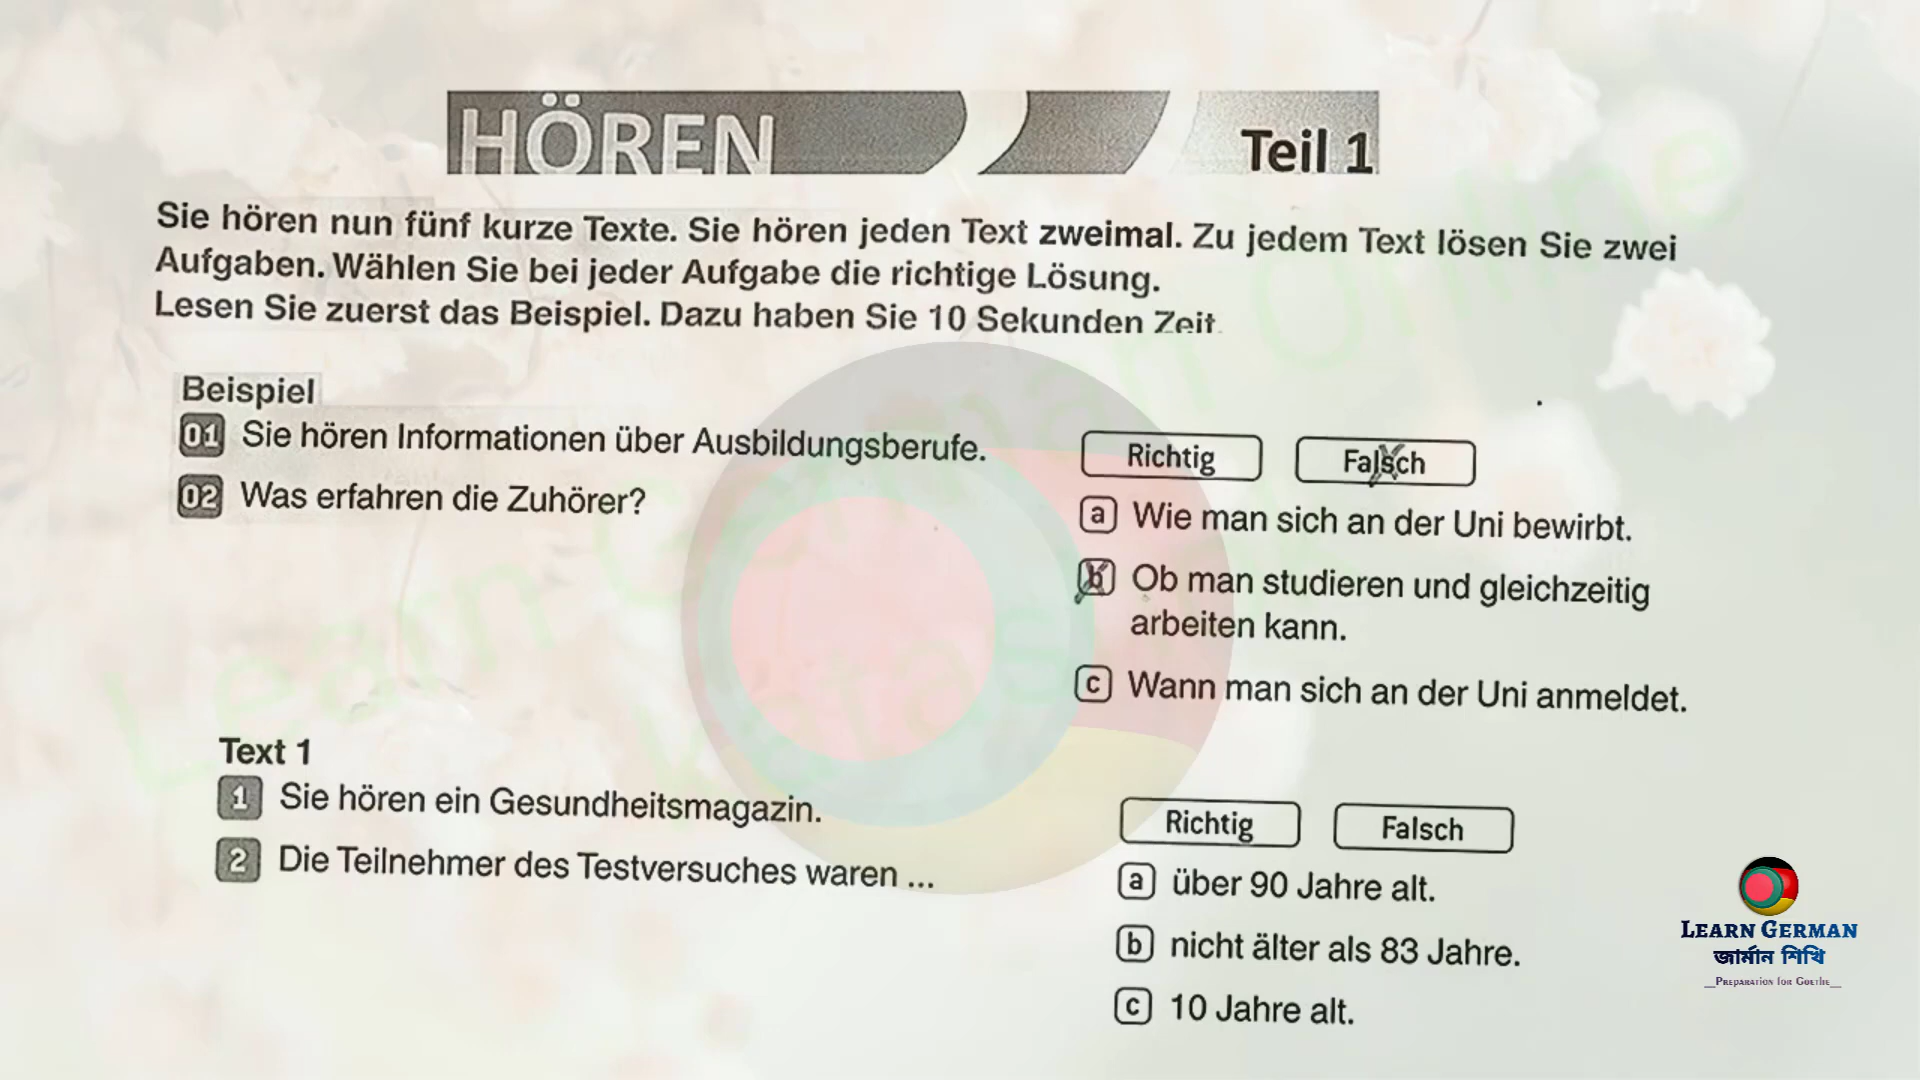 HÖREN
Teil 1
Sie hören nun fünf kurze Texte. Sie hören jeden Text zweimal. Zu jedem Text lösen Sie zwei
Aufgaben. Wählen Sie bei jeder Aufgabe die richtige Lösung.
Lesen Sie zuerst das Beispiel. Dazu haben Sie 10 Sekunden Zeit
Beispiel
01 Sie hören Informationen über Ausbildungsberufe.
Richtig Falsch
02 Was erfahren die Zuhörer?
a Wie man sich an der Uni bewirbt.
b Ob man studieren und gleichzeitig
arbeiten kann.
c Wann man sich an der Uni anmeldet.
Text 1
1 Sie hören ein Gesundheitsmagazin.
Richtig Falsch
2 Die Teilnehmer des Testversuches waren ...
a über 90 Jahre alt.
b nicht älter als 83 Jahre.
c 10 Jahre alt.
Learn German Online
LEARN GERMAN
জার্মান শিখি
__Preparation for Goethe__